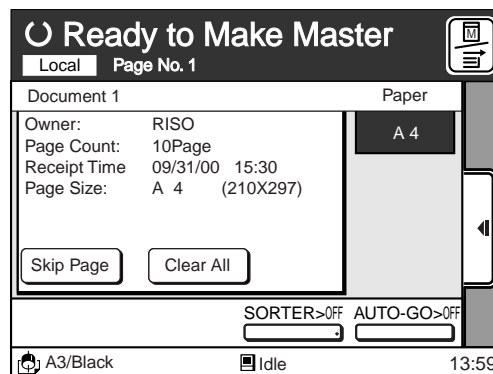 Ready to Make Master
Local Page No. 1
M
Document 1 Paper
Owner: RISO
Page Count: 10Page
Receipt Time 09/31/00 15:30
Page Size: A 4 (210X297)
A 4
Skip Page Clear All
SORTER>OFF AUTO-GO>OFF
A3/Black Idle 13:59